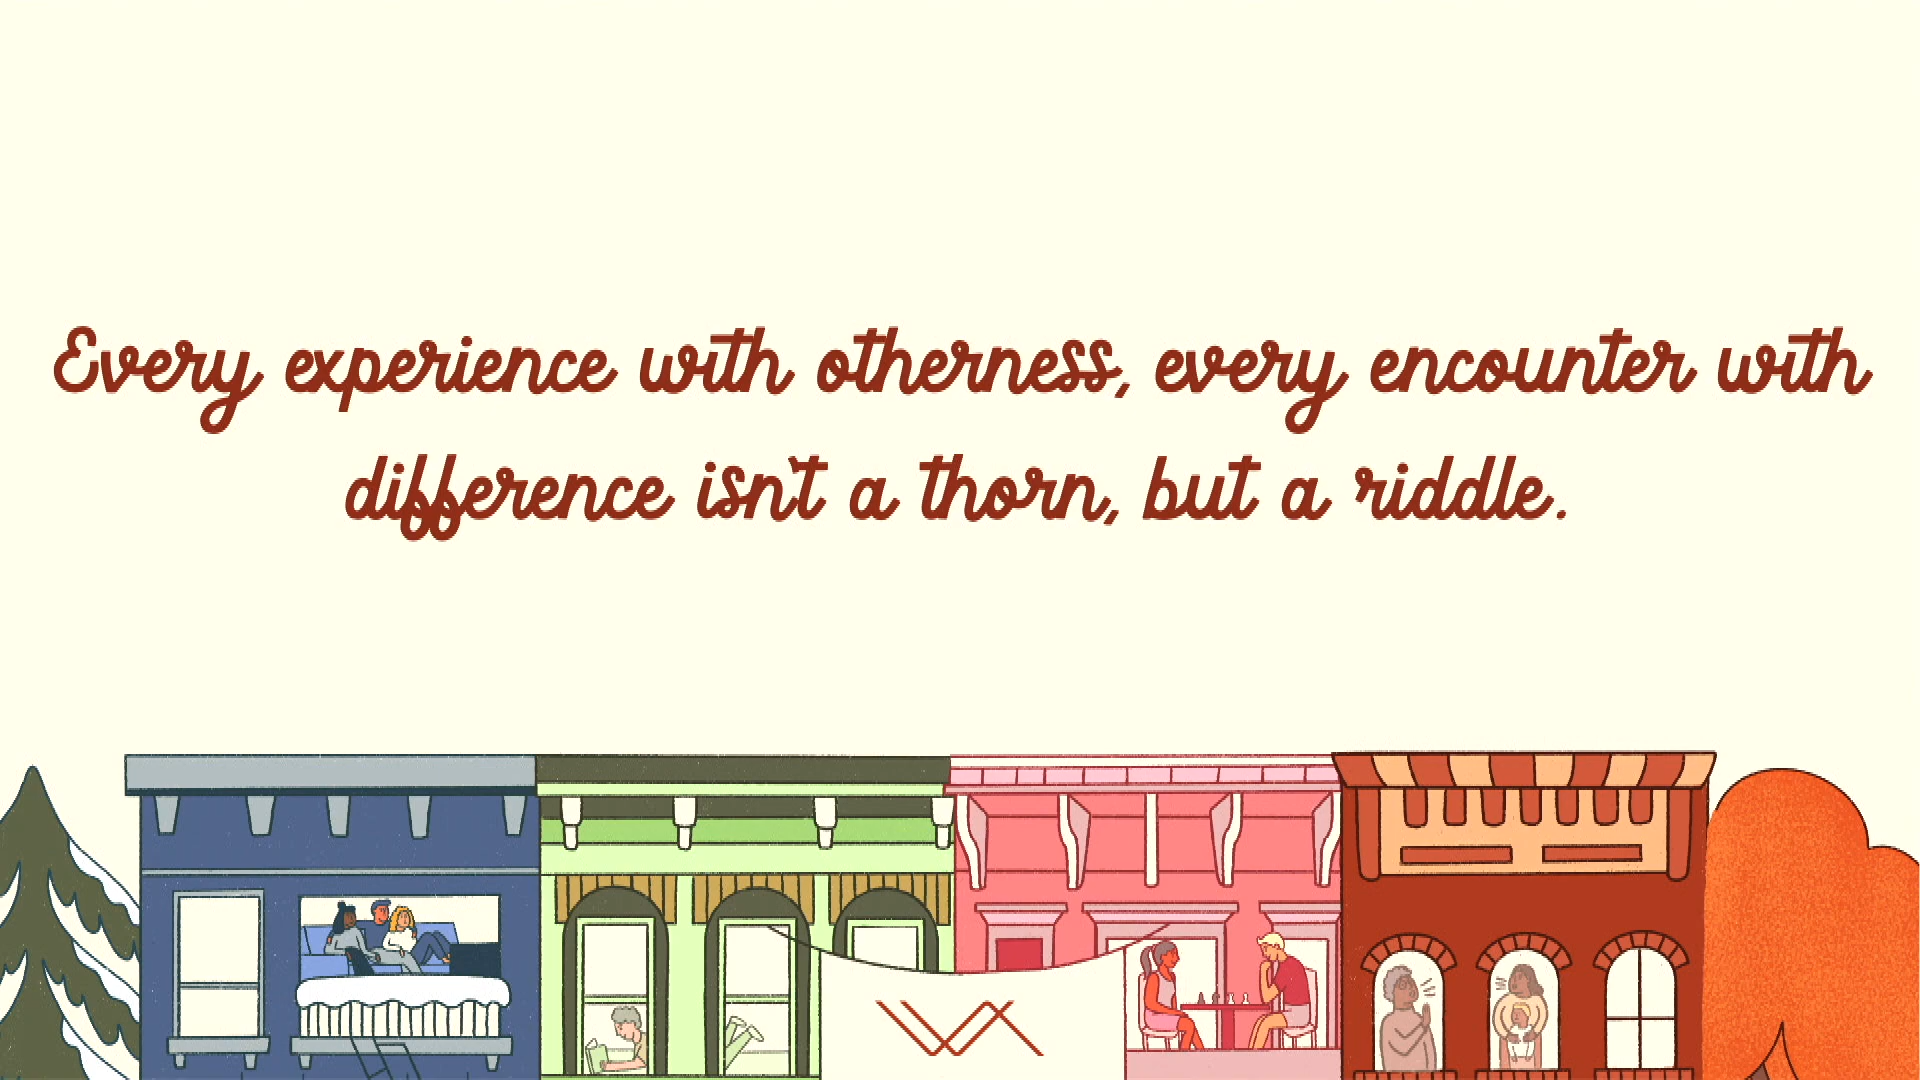 Every experience with otherness, every encounter with
difference isn't a thorn, but a riddle.